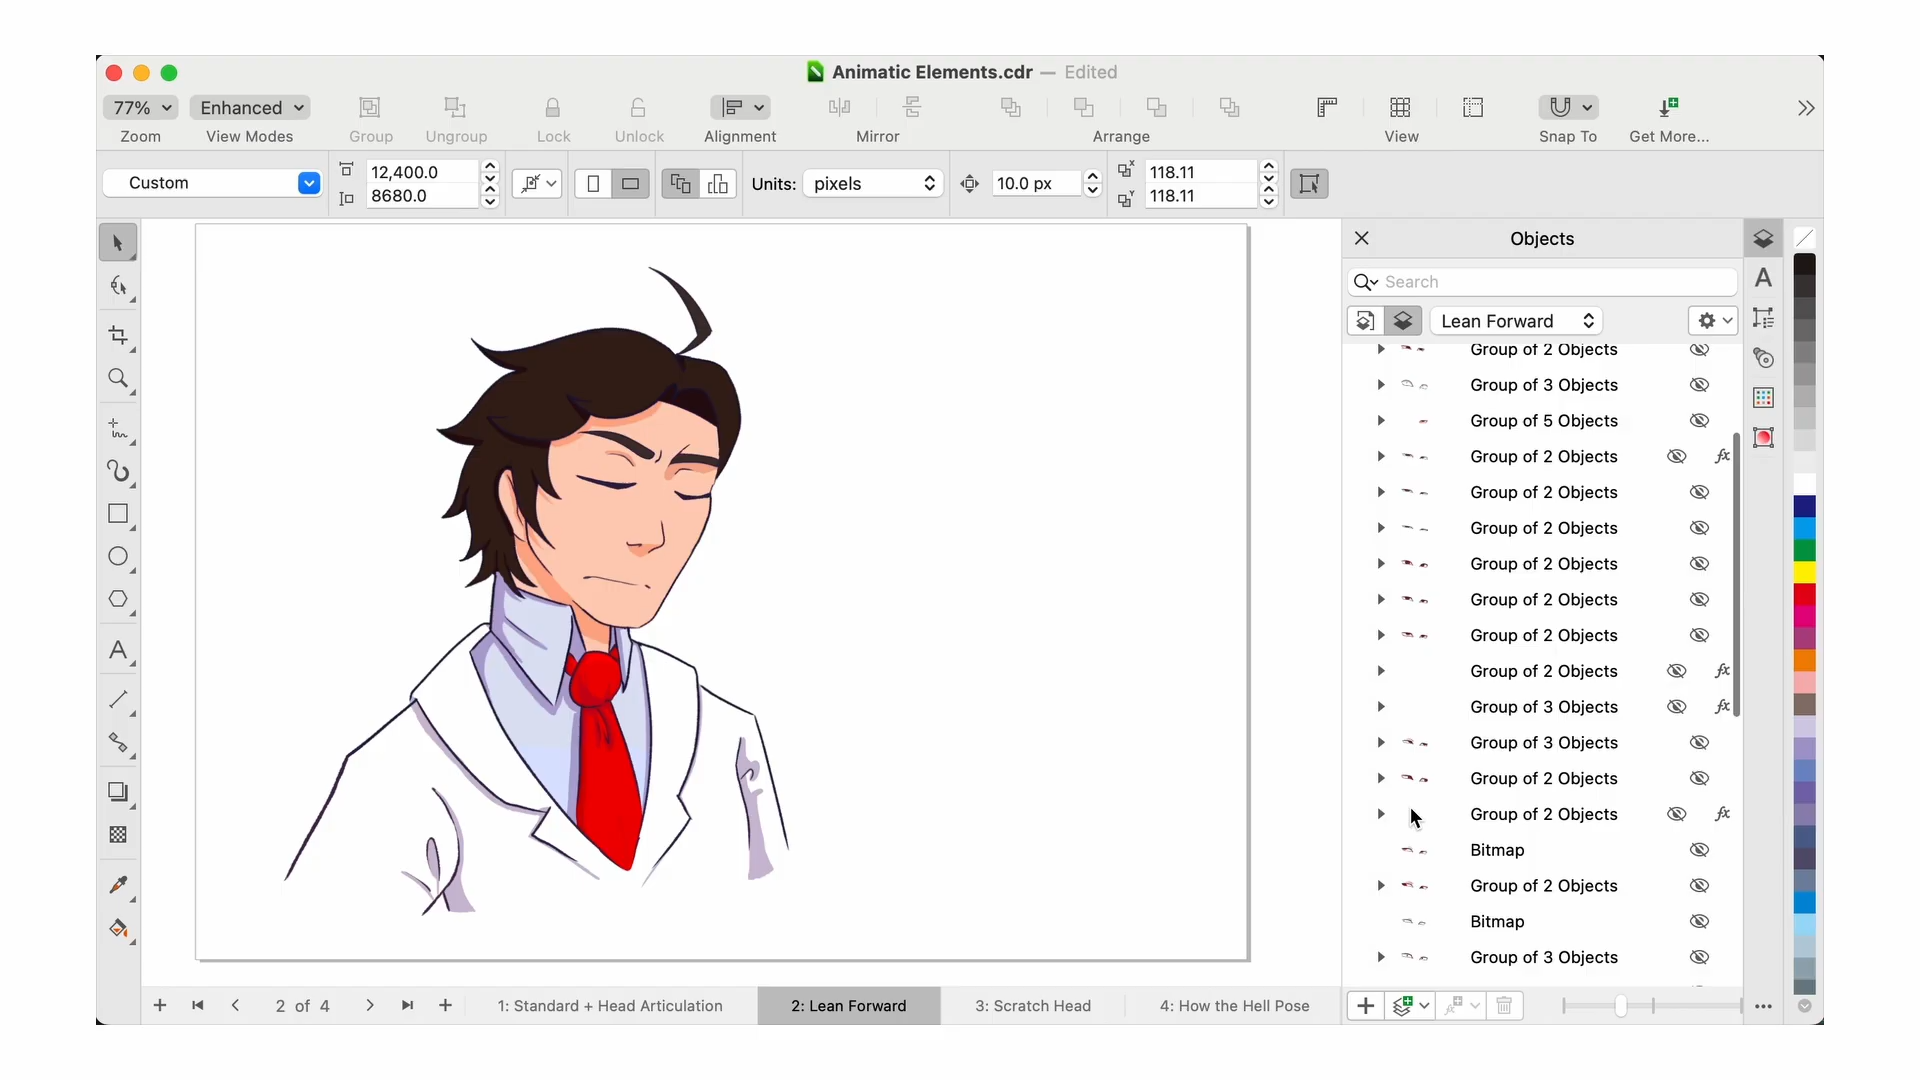 Animatic Elements.cdr — Edited
77% Enhanced
Zoom View Modes Group Ungroup Lock Unlock Alignment Mirror Arrange View Snap To Get More...
Custom 12,400.0 8680.0 Units: pixels 10.0 px 118.11 118.11
Objects
Search
Lean Forward
Group of 2 Objects
Group of 3 Objects
Group of 5 Objects
Group of 2 Objects fx
Group of 2 Objects
Group of 2 Objects
Group of 2 Objects
Group of 2 Objects
Group of 2 Objects
Group of 2 Objects fx
Group of 3 Objects fx
Group of 3 Objects
Group of 2 Objects
Group of 2 Objects fx
Bitmap
Group of 2 Objects
Bitmap
Group of 3 Objects
2 of 4 1: Standard + Head Articulation 2: Lean Forward 3: Scratch Head 4: How the Hell Pose